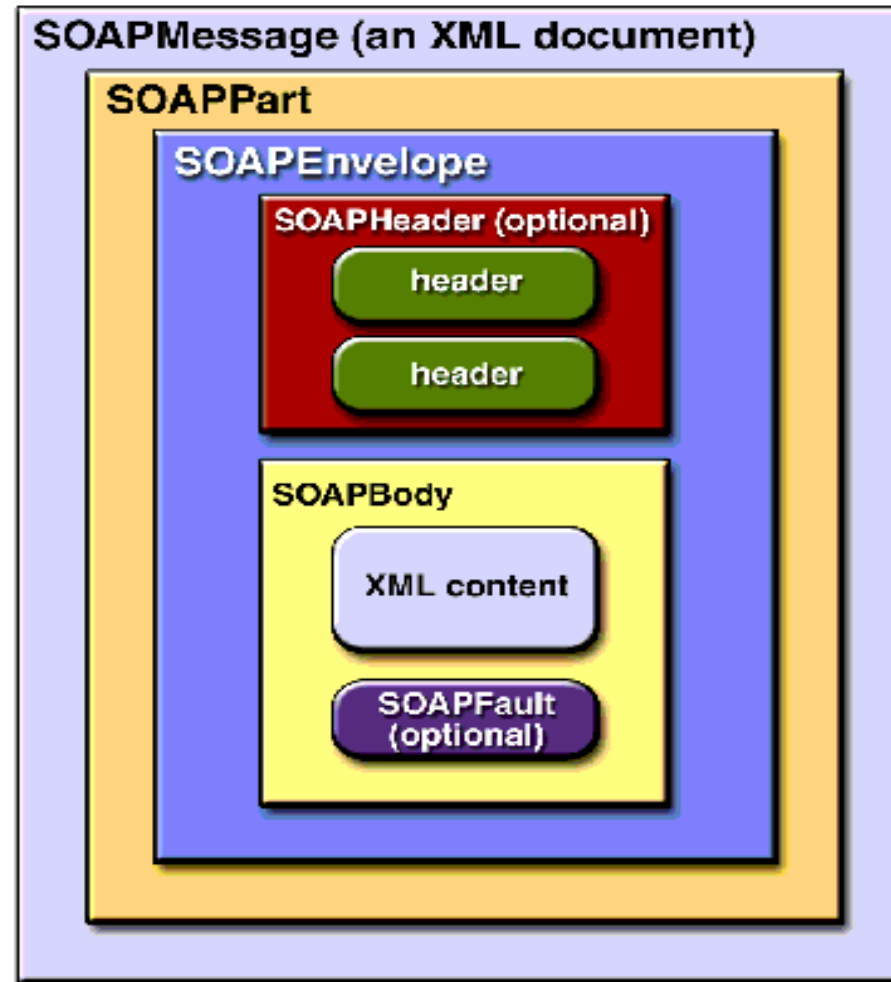 SOAPMessage (an XML document)
SOAPPart
SOAPEnvelope
SOAPHeader (optional)
header
header
SOAPBody
XML content
SOAPFault
(optional)